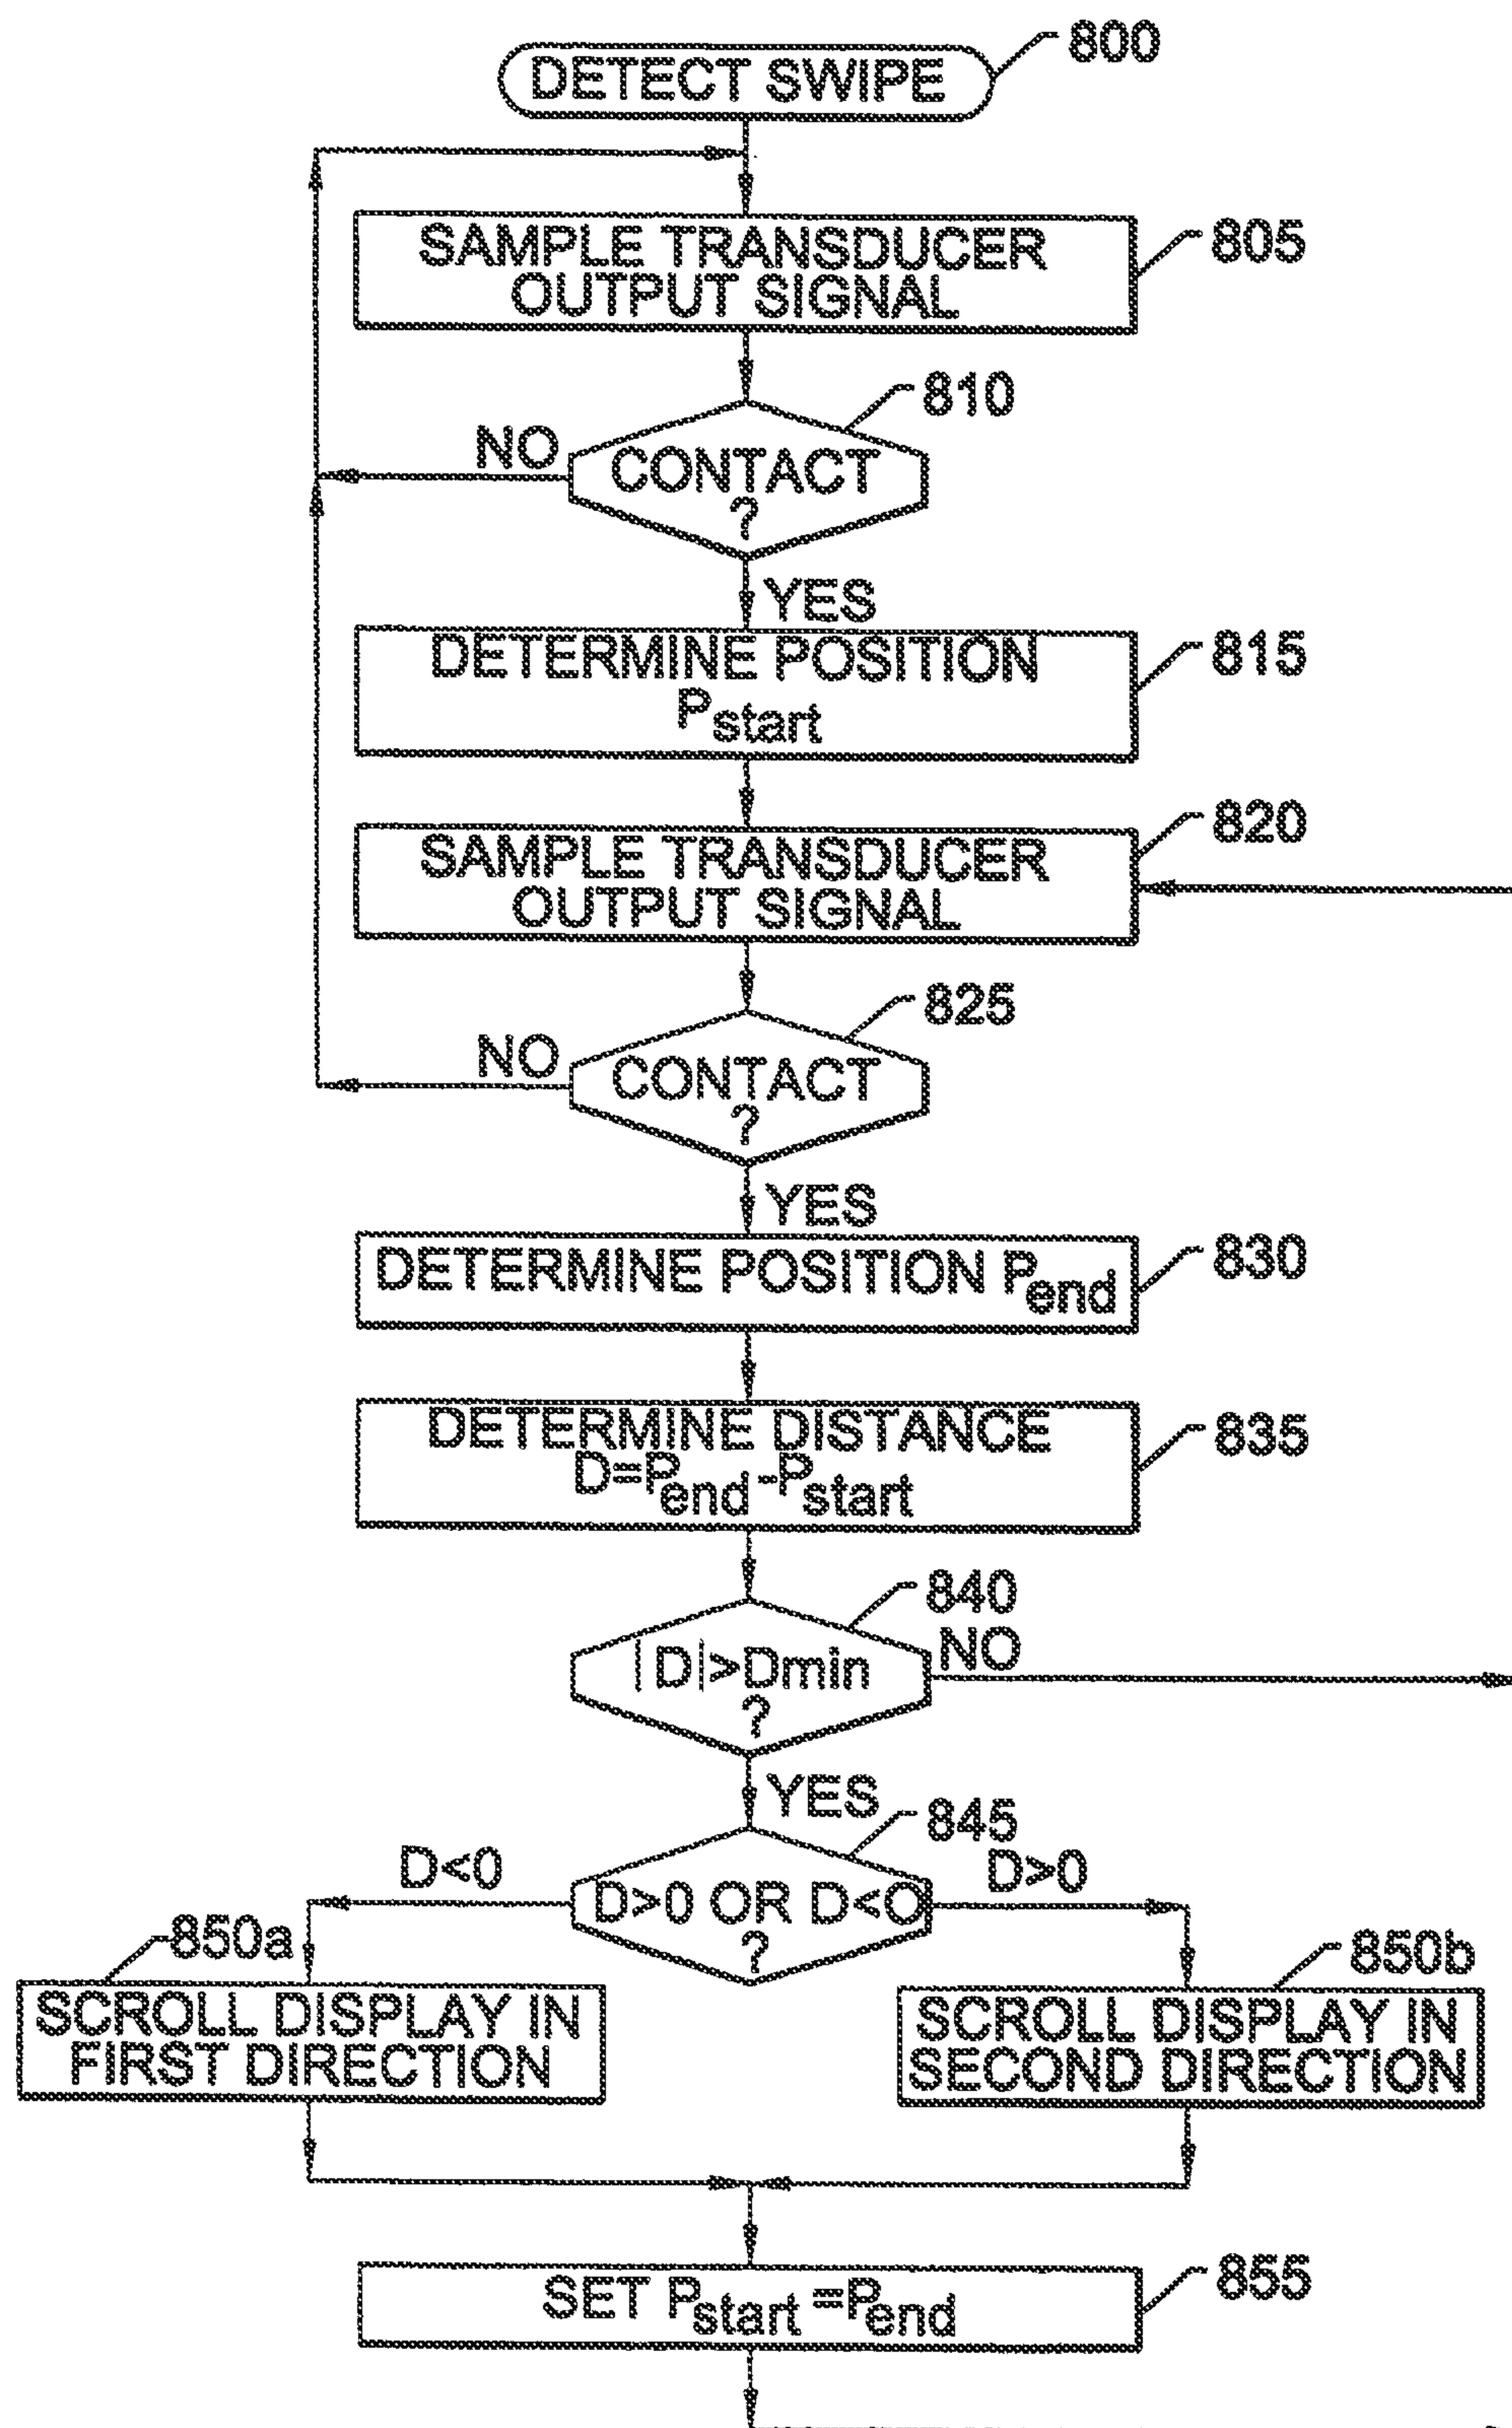 800
DETECT SWIPE
805
SAMPLE TRANSDUCER
OUTPUT SIGNAL
810
NO
CONTACT
?
YES
815
DETERMINE POSITION
Pstart
820
SAMPLE TRANSDUCER
OUTPUT SIGNAL
825
NO
CONTACT
?
YES
830
DETERMINE POSITION Pend
835
DETERMINE DISTANCE
D=Pend-Pstart
840
NO
|D|>Dmin
?
YES
845
D<0
D>0
D>0 OR D<O
?
850a
850b
SCROLL DISPLAY IN
FIRST DIRECTION
SCROLL DISPLAY IN
SECOND DIRECTION
855
SET Pstart=Pend